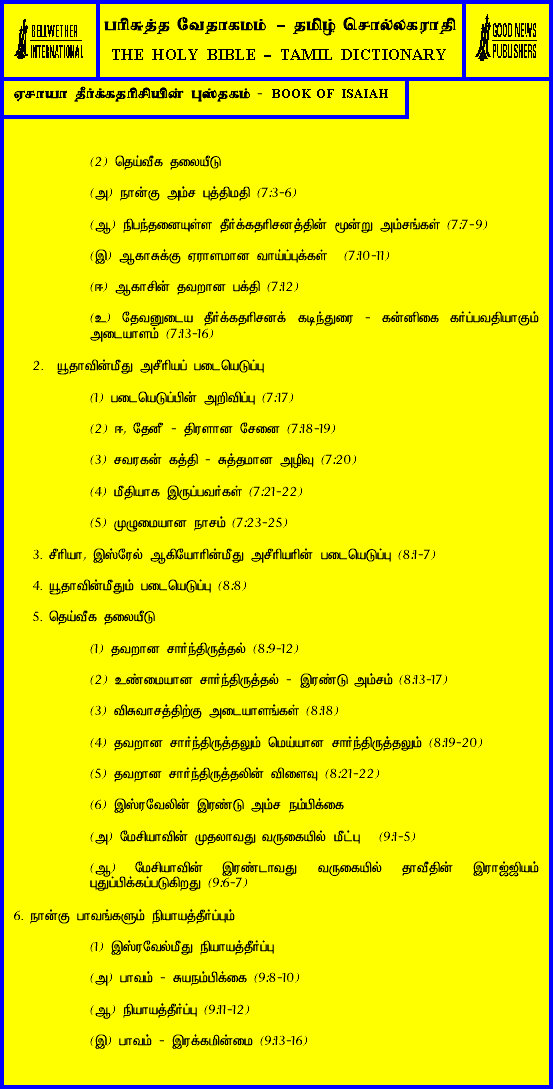 BELLWETHER
INTERNATIONAL
பரிசுத்த வேதாகமம் – தமிழ் சொல்லகராதி
THE HOLY BIBLE – TAMIL DICTIONARY
GOOD NEWS
PUBLISHERS
ஏசாயா தீர்க்கதரிசியின் புஸ்தகம் - BOOK OF ISAIAH
(2) தெய்வீக தலையீடு
(அ) நான்கு அம்ச புத்திமதி (7:3-6)
(ஆ) நிபந்தனையுள்ள தீர்க்கதரிசனத்தின் மூன்று அம்சங்கள் (7:7-9)
(இ) ஆகாசுக்கு ஏராளமான வாய்ப்புக்கள் (7:10-11)
(ஈ) ஆகாசின் தவறான பக்தி (7:12)
(உ) தேவனுடைய தீர்க்கதரிசனக் கடிந்துரை - கன்னிகை கர்ப்பவதியாகும்
அடையாளம் (7:13-16)
2. யூதாவின்மீது அசீரியப் படையெடுப்பு
(1) படையெடுப்பின் அறிவிப்பு (7:17)
(2) ஈ, தேனீ - திரளான சேனை (7:18-19)
(3) சவரகன் கத்தி - சுத்தமான அழிவு (7:20)
(4) மீதியாக இருப்பவர்கள் (7:21-22)
(5) முழுமையான நாசம் (7:23-25)
3. சீரியா, இஸ்ரேல் ஆகியோரின்மீது அசீரியரின் படையெடுப்பு (8:1-7)
4. யூதாவின்மீதும் படையெடுப்பு (8:8)
5. தெய்வீக தலையீடு
(1) தவறான சார்ந்திருத்தல் (8:9-12)
(2) உண்மையான சார்ந்திருத்தல் - இரண்டு அம்சம் (8:13-17)
(3) விசுவாசத்திற்கு அடையாளங்கள் (8:18)
(4) தவறான சார்ந்திருத்தலும் மெய்யான சார்ந்திருத்தலும் (8:19-20)
(5) தவறான சார்ந்திருத்தலின் விளைவு (8:21-22)
(6) இஸ்ரவேலின் இரண்டு அம்ச நம்பிக்கை
(அ) மேசியாவின் முதலாவது வருகையில் மீட்பு (9:1-5)
(ஆ) மேசியாவின் இரண்டாவது வருகையில் தாவீதின் இராஜ்ஜியம்
புதுப்பிக்கப்படுகிறது (9:6-7)
6. நான்கு பாவங்களும் நியாயத்தீர்ப்பும்
(1) இஸ்ரவேல்மீது நியாயத்தீர்ப்பு
(அ) பாவம் - சுயநம்பிக்கை (9:8-10)
(ஆ) நியாயத்தீர்ப்பு (9:11-12)
(இ) பாவம் - இரக்கமின்மை (9:13-16)